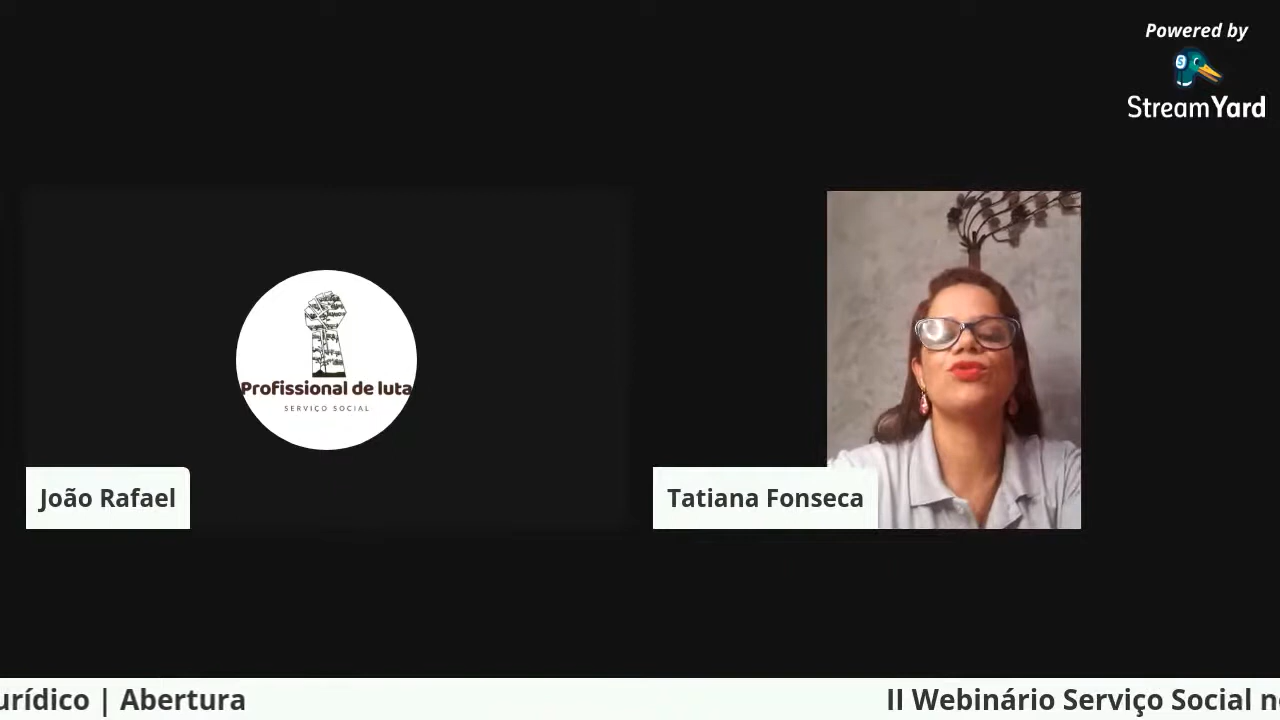 Powered by
StreamYard
Profissional de luta
SERVIÇO SOCIAL
João Rafael
Tatiana Fonseca
urídico | Abertura
II Webinário Serviço Social n